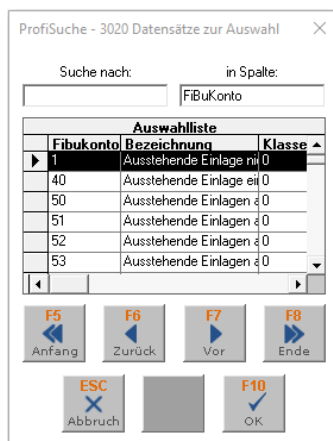 ProfiSuche - 3020 Datensätze zur Auswahl
Suche nach: in Spalte:
FiBuKonto
Auswahlliste
Fibukonto Bezeichnung Klasse
1 Ausstehende Einlage ni 0
40 Ausstehende Einlage ei 0
50 Ausstehende Einlagen a 0
51 Ausstehende Einlagen a 0
52 Ausstehende Einlagen a 0
53 Ausstehende Einlagen a 0
F5 F6 F7 F8
Anfang Zurück Vor Ende
ESC F10
Abbruch OK